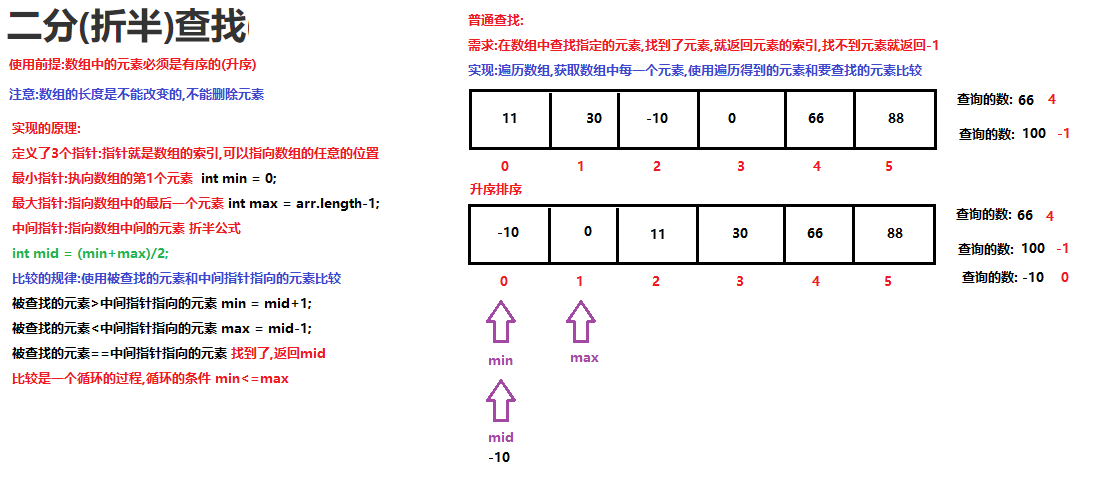 二分(折半)查找
使用前提:数组中的元素必须是有序的(升序)
注意:数组的长度是不能改变的,不能删除元素
实现的原理:
定义了3个指针:指针就是数组的索引,可以指向数组的任意的位置
最小指针:执向数组的第1个元素 int min = 0;
最大指针:指向数组中的最后一个元素 int max = arr.length-1;
中间指针:指向数组中间的元素 折半公式
int mid = (min+max)/2;
比较的规律:使用被查找的元素和中间指针指向的元素比较
被查找的元素>中间指针指向的元素 min = mid+1;
被查找的元素<中间指针指向的元素 max = mid-1;
被查找的元素==中间指针指向的元素 找到了,返回mid
比较是一个循环的过程,循环的条件 min<=max
普通查找:
需求:在数组中查找指定的元素,找到了元素,就返回元素的索引,找不到元素就返回-1
实现:遍历数组,获取数组中每一个元素,使用遍历得到的元素和要查找的元素比较
11 30 -10 0 66 88
0 1 2 3 4 5
查询的数: 66 4
查询的数: 100 -1
升序排序
-10 0 11 30 66 88
0 1 2 3 4 5
查询的数: 66 4
查询的数: 100 -1
查询的数: -10 0
min max
mid
-10